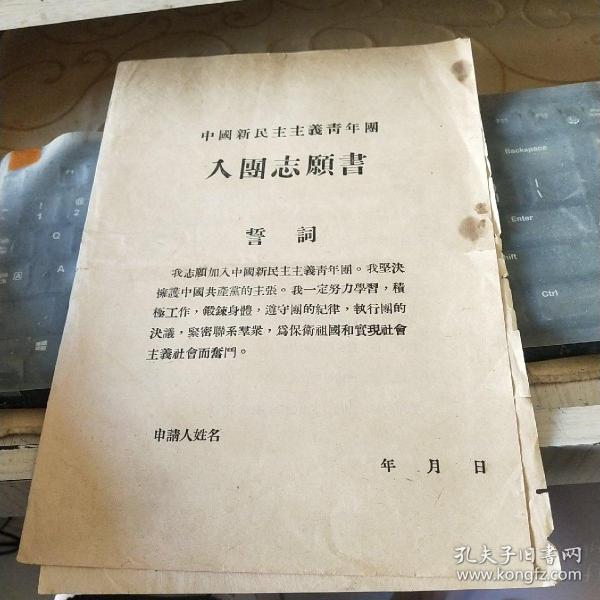 中國新民主主義青年團
入團志願書
誓詞
我志願加入中國新民主主義青年團。我堅決
擁護中國共產黨的主張。我一定努力學習,積
極工作,鍛鍊身體,遵守團的紀律,執行團的
決議,緊密聯系羣衆,爲保衛祖國和實現社會
主義社會而奮鬥。
申請人姓名
年 月 日
Backspace
Enter
Shift
Ctrl
Q
A
孔夫子旧书网
www.kongfz.com